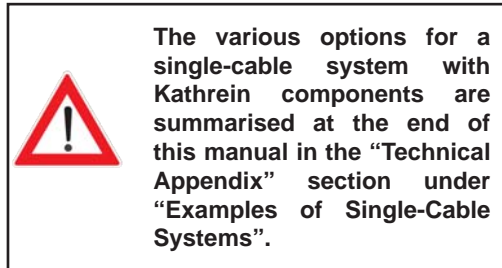 The various options for a
single-cable system with
Kathrein components are
summarised at the end of
this manual in the “Technical
Appendix” section under
“Examples of Single-Cable
Systems”.